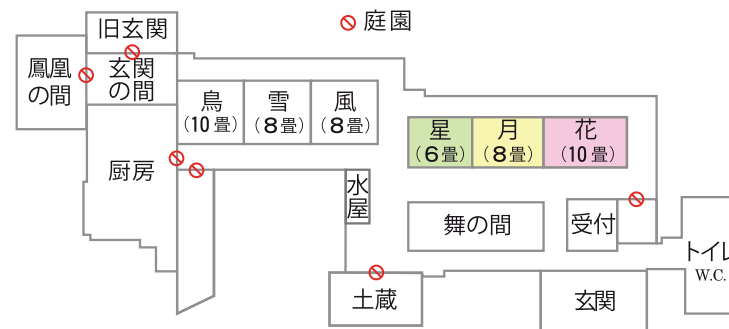 庭園
旧玄関
鳳凰
の間
玄関
の間
鳥
(10畳)
雪
(8畳)
風
(8畳)
星
(6畳)
月
(8畳)
花
(10畳)
厨房
水
屋
舞の間
受付
トイレ
W.C.
土蔵
玄関